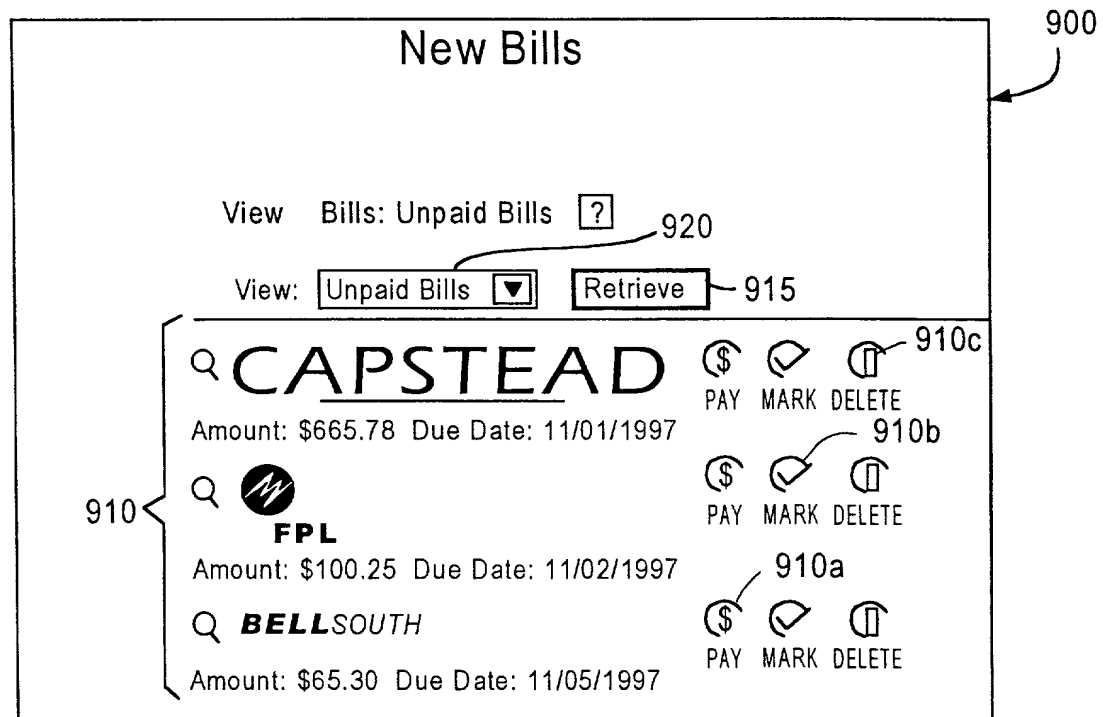 New Bills
900
View Bills: Unpaid Bills ?
920
View: Unpaid Bills Retrieve 915
CAPSTEAD $ 910c
PAY MARK DELETE
Amount: $665.78 Due Date: 11/01/1997
910b
$
910
FPL
PAY MARK DELETE
Amount: $100.25 Due Date: 11/02/1997
910a
BELLSOUTH $
PAY MARK DELETE
Amount: $65.30 Due Date: 11/05/1997